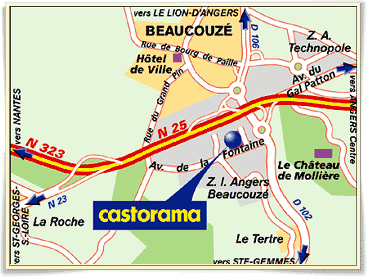 vers LE LION-D'ANGERS
BEAUCOUZÉ
D 106
Z. A.
Technopole
Rue de Bourg de Paille
Hôtel
de Ville
Av. du
Gal Patton
Rue du Grand Pin
vers NANTES
vers ANGERS Centre
N 25
N 323
Av. de la Fontaine
Le Château
de Mollière
Z. I. Angers
Beaucouzé
N 23
castorama
La Roche
D 102
vers ST-GEORGES-
S.-LOIRE
Le Tertre
vers STE-GEMMES